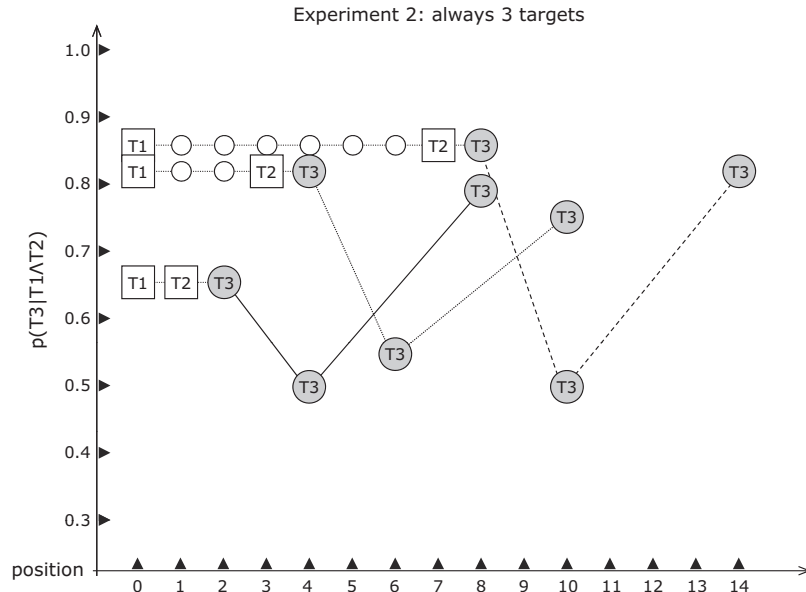 Experiment 2: always 3 targets
1.0
0.9
T1 T2 T3
T1 T2 T3
0.8
T3 T3
T3
0.7
T1 T2 T3
0.6
T3
0.5
T3 T3
0.4
0.3
p(T3|T1ΛT2)
position
0 1 2 3 4 5 6 7 8 9 10 11 12 13 14